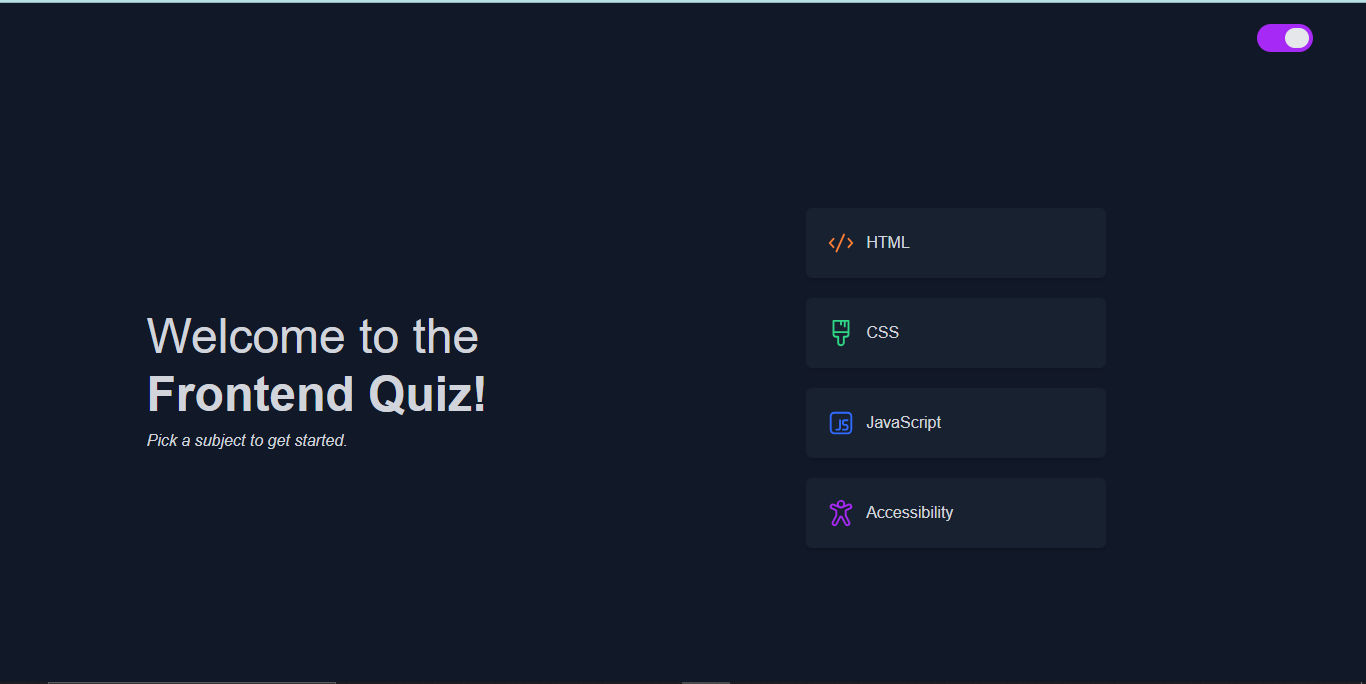 Welcome to the
Frontend Quiz!
Pick a subject to get started.
HTML
CSS
JS
JavaScript
Accessibility